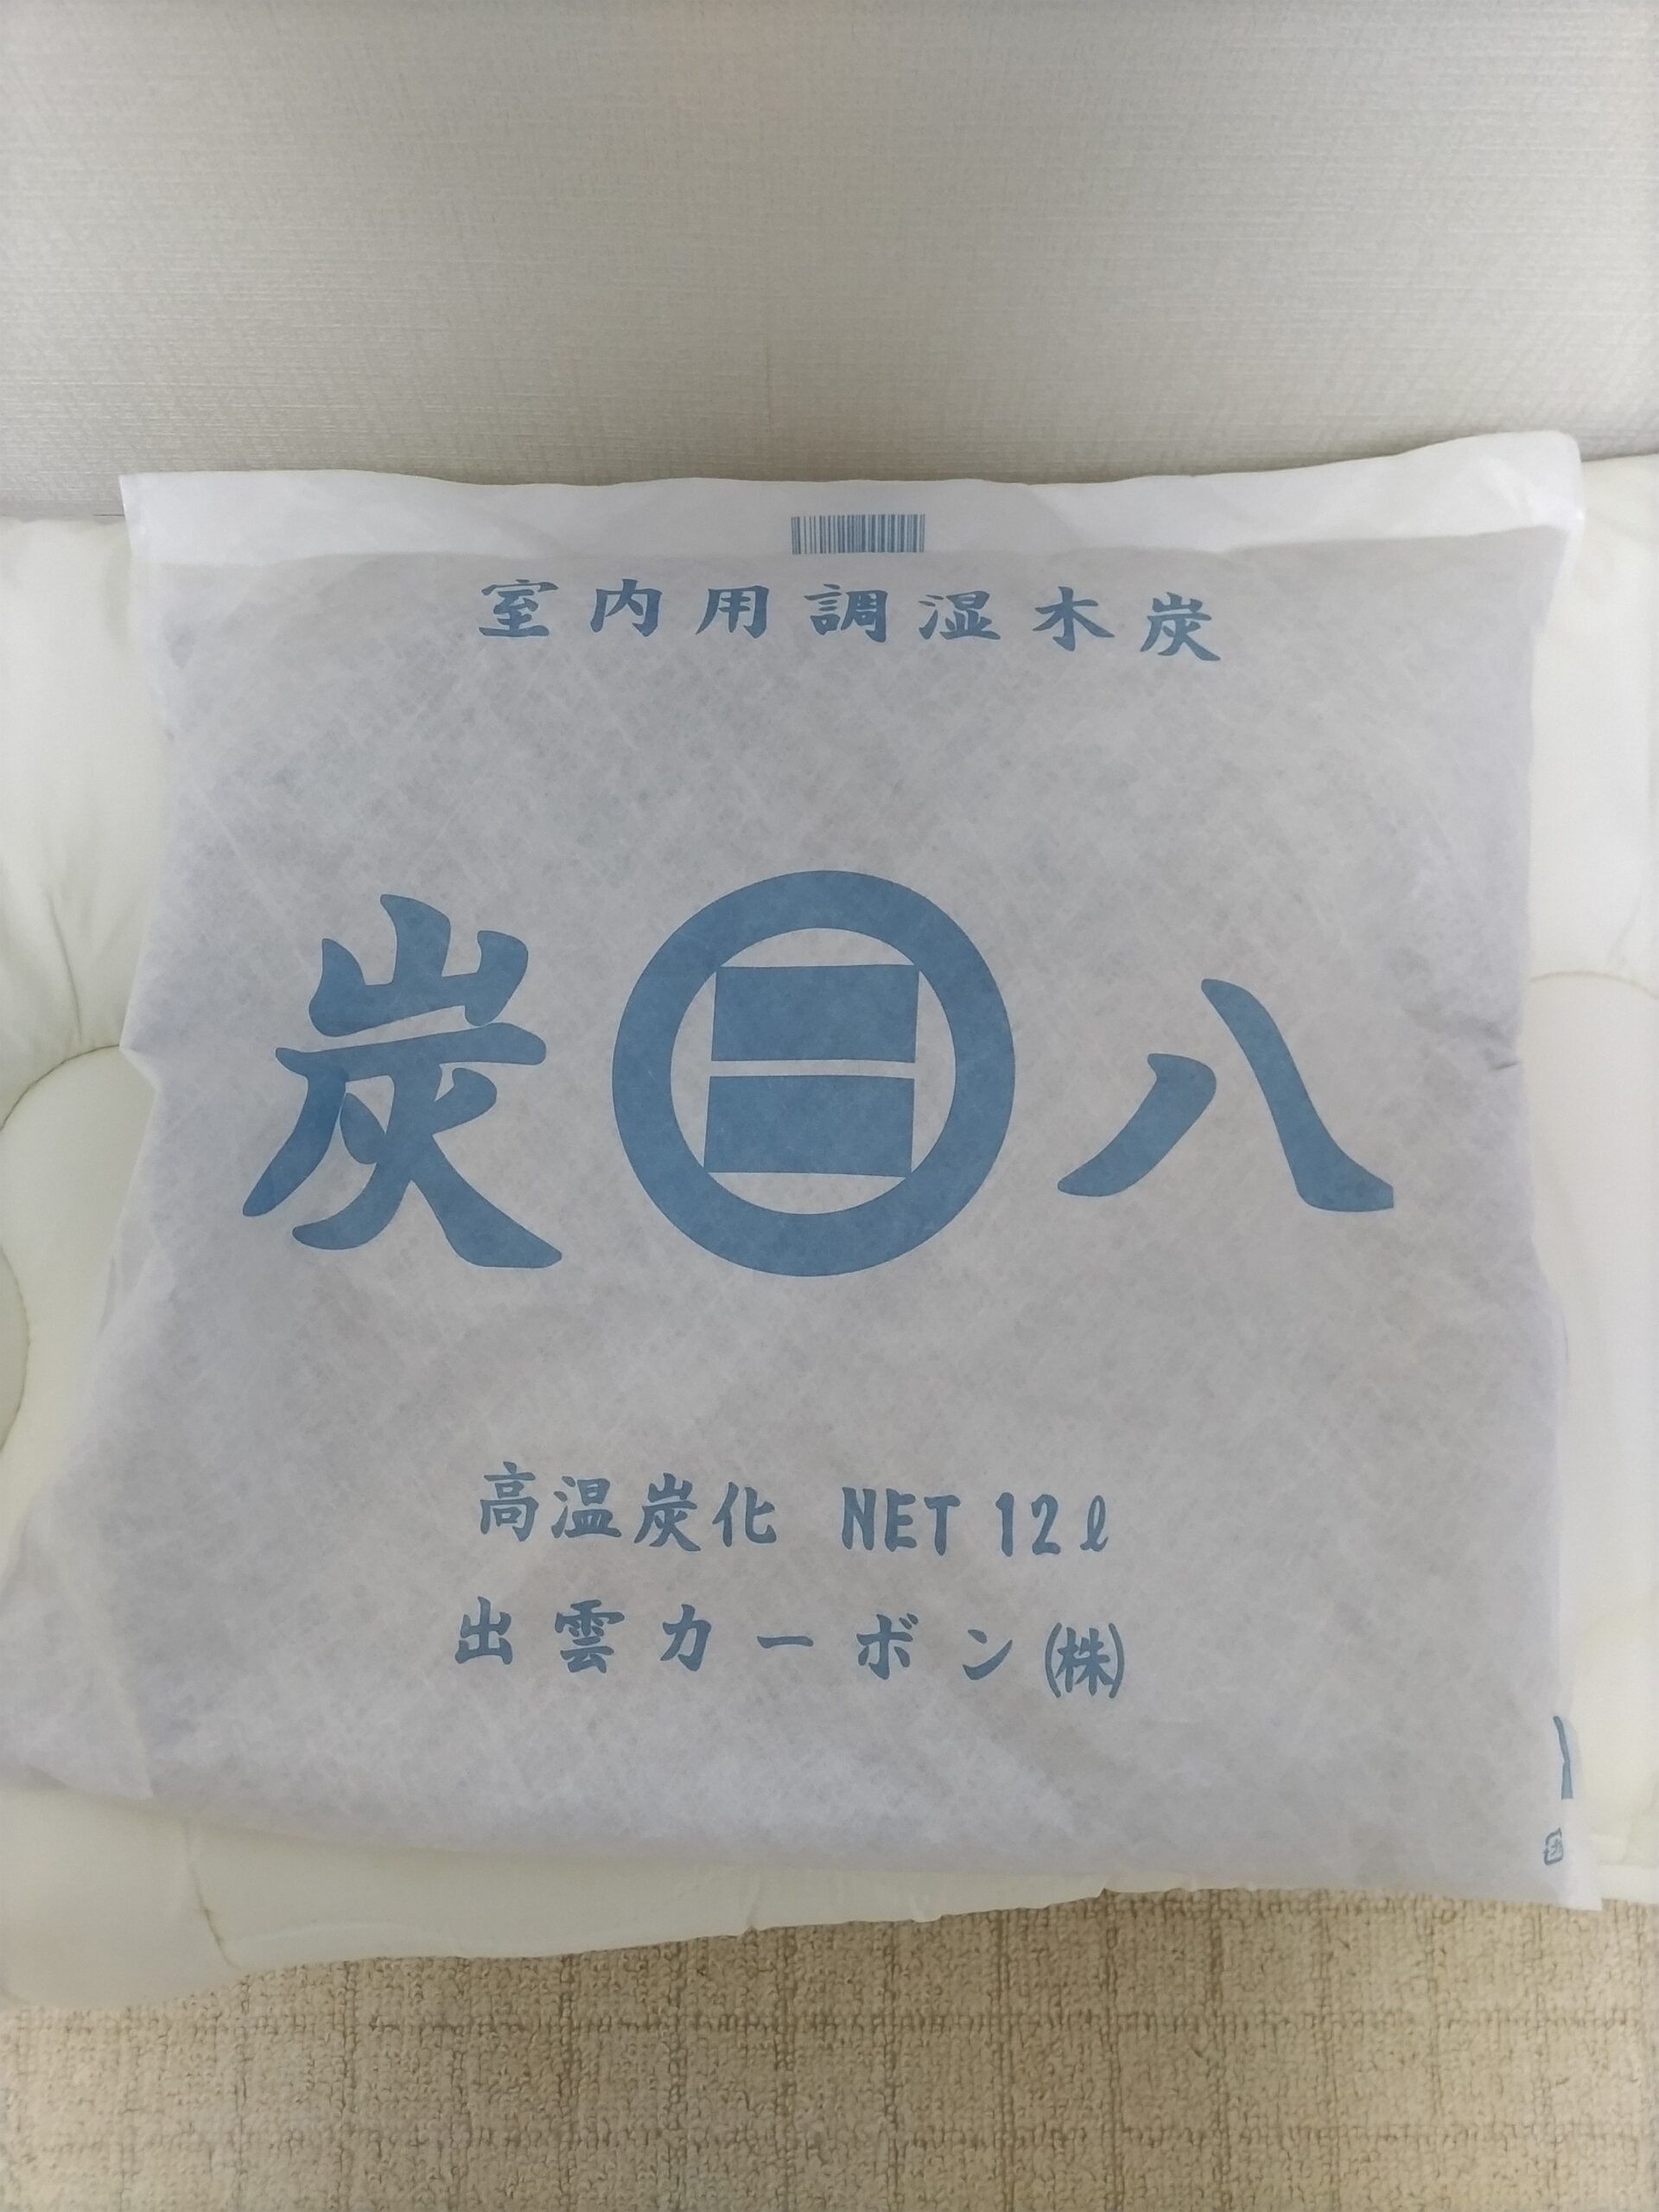 室内用調湿木炭
炭八
高温炭化 NET 12ℓ
出雲カーボン(株)